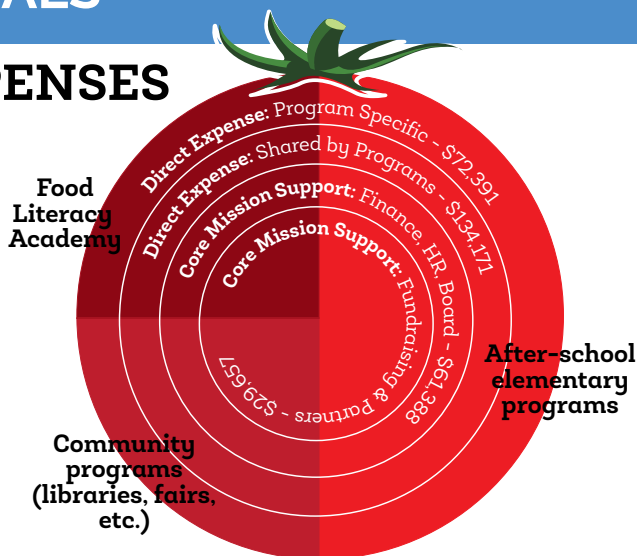 ALS
PENSES
Direct Expense: Program Specific - $72,391
Direct Expense: Shared by Programs - $134,171
Core Mission Support: Finance, HR, Board - $61,388
Core Mission Support: Fundraising & Partners - $29,657
Food
Literacy
Academy
After-school
elementary
programs
Community
programs
(libraries, fairs,
etc.)